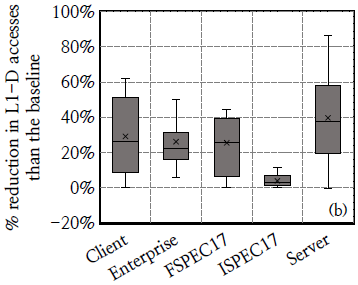 % reduction in L1-D accesses
than the baseline
100%
80%
60%
40%
20%
0%
−20%
(b)
Client
Enterprise
FSPEC17
ISPEC17
Server